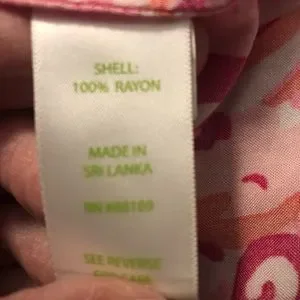 SHELL:
100% RAYON
MADE IN
SRI LANKA
SEE REVERSE